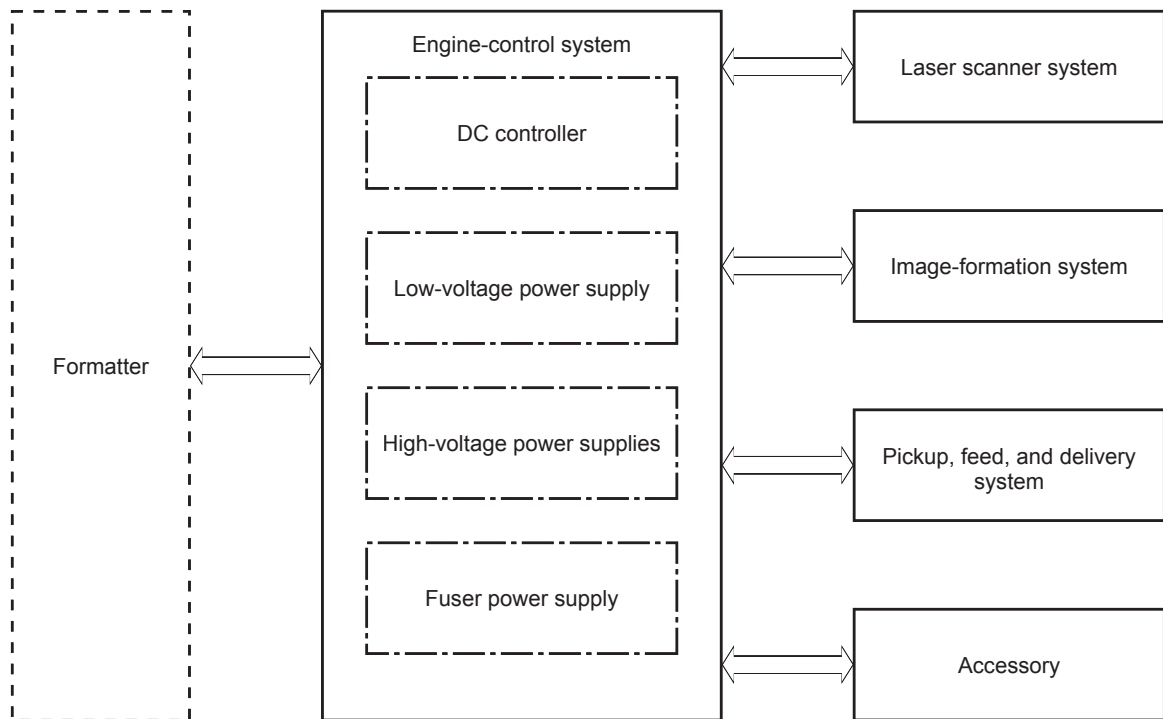 Formatter
Engine-control system
DC controller
Low-voltage power supply
High-voltage power supplies
Fuser power supply
Laser scanner system
Image-formation system
Pickup, feed, and delivery
system
Accessory